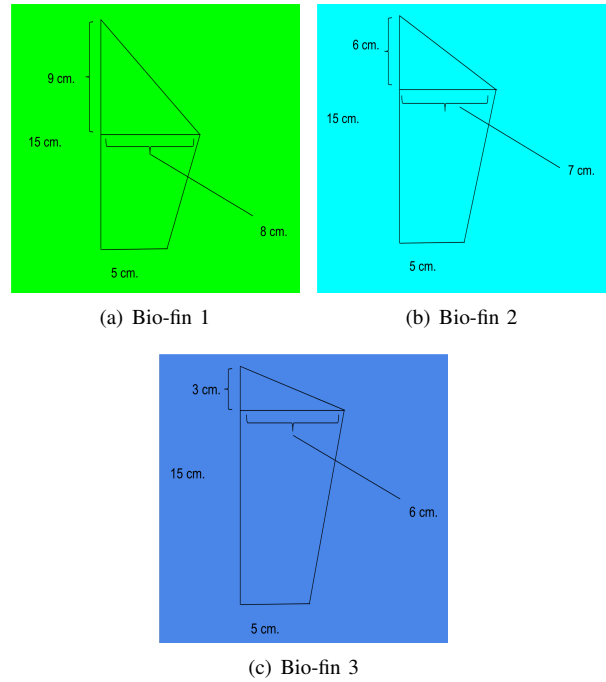 9 cm.
15 cm.
8 cm.
5 cm.
(a) Bio-fin 1
6 cm.
15 cm.
7 cm.
5 cm.
(b) Bio-fin 2
3 cm.
15 cm.
6 cm.
5 cm.
(c) Bio-fin 3